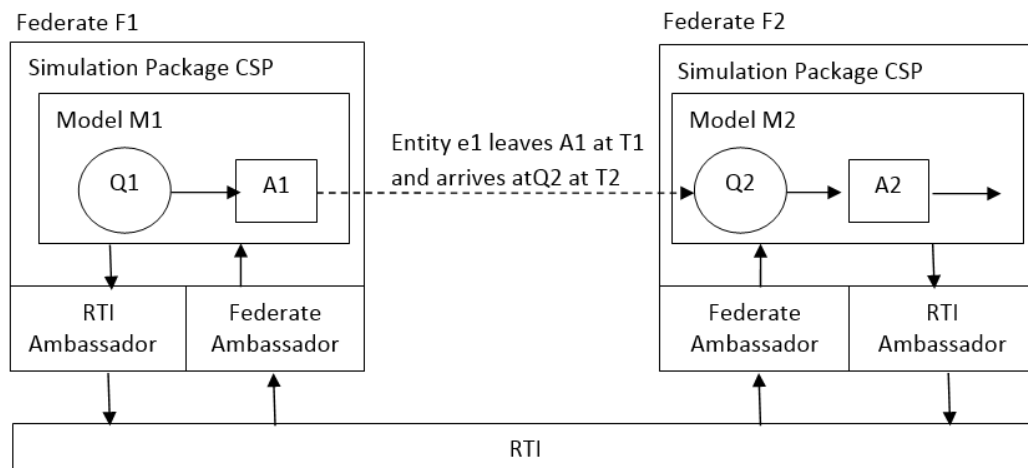 Federate F1
Simulation Package CSP
Model M1
Q1
A1
RTI
Ambassador
Federate
Ambassador
Entity e1 leaves A1 at T1
and arrives atQ2 at T2
Federate F2
Simulation Package CSP
Model M2
Q2
A2
Federate
Ambassador
RTI
Ambassador
RTI